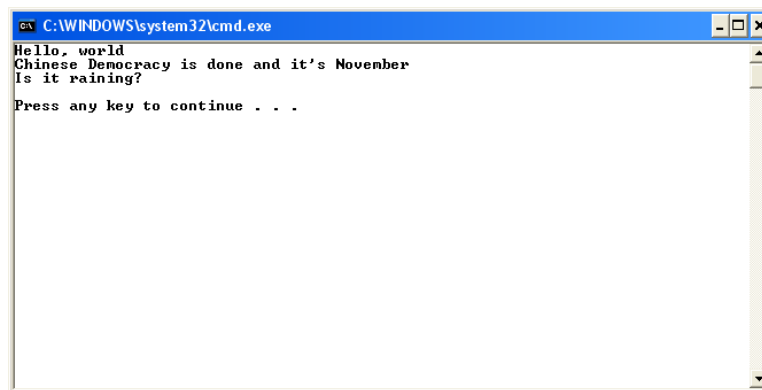 C:\WINDOWS\system32\cmd.exe
Hello, world
Chinese Democracy is done and it's November
Is it raining?
Press any key to continue . . .